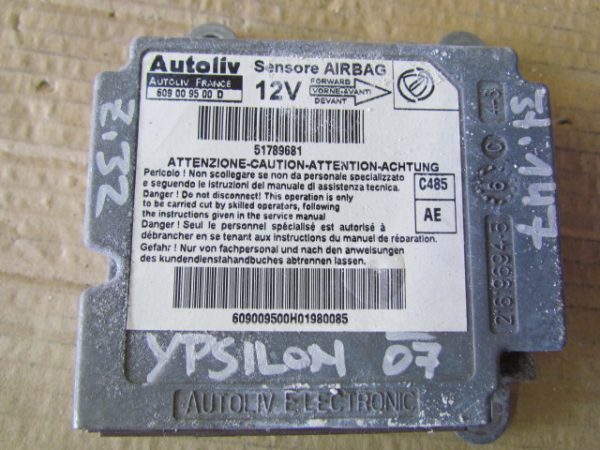 Autoliv
AUTOLIV FRANCE
609 00 95 00 D
Sensore AIRBAG
12V
FORWARD
VORNE-AVANTI
DEVANT
51789681
ATTENZIONE-CAUTION-ATTENTION-ACHTUNG
Pericolo ! Non scollegare se non da personale specializzato
e seguendo le istruzioni del manuale di assistenza tecnica.
Danger ! Do not disconnect! This operation is only
to be carried cut by skilled operators, following
the instructions given in the service manual
Danger ! Seul le personnel spécialisé est autorisé à
débrancher en se tenant aux instructions du manuel de réparation.
Gefahr ! Nur von fachpersonal und nach den anweisungen
des kundendienstahandbuches abtrennen lassen.
C485
AE
609009500H01980085
YPSILON 07
AUTOLIV ELECTRONIC
Z.32